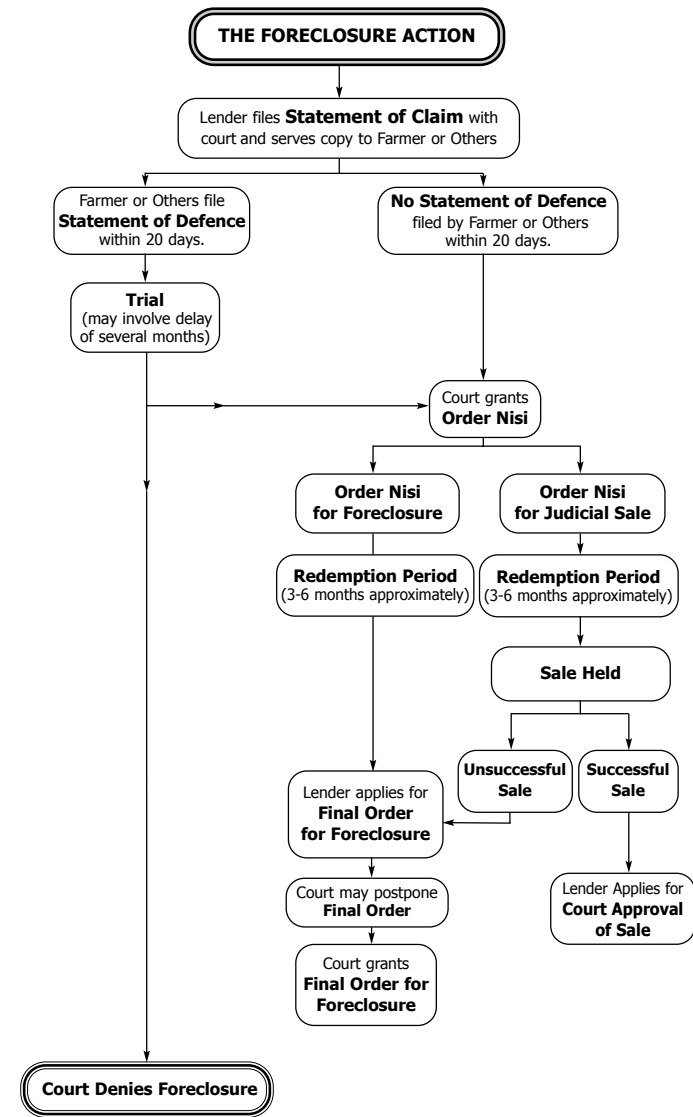 THE FORECLOSURE ACTION
Lender files Statement of Claim with
court and serves copy to Farmer or Others
Farmer or Others file
Statement of Defence
within 20 days.
No Statement of Defence
filed by Farmer or Others
within 20 days.
Trial
(may involve delay
of several months)
Court grants
Order Nisi
Order Nisi
for Foreclosure
Order Nisi
for Judicial Sale
Redemption Period
(3-6 months approximately)
Redemption Period
(3-6 months approximately)
Sale Held
Unsuccessful
Sale
Successful
Sale
Lender applies for
Final Order
for Foreclosure
Court may postpone
Final Order
Lender Applies for
Court Approval
of Sale
Court grants
Final Order for
Foreclosure
Court Denies Foreclosure